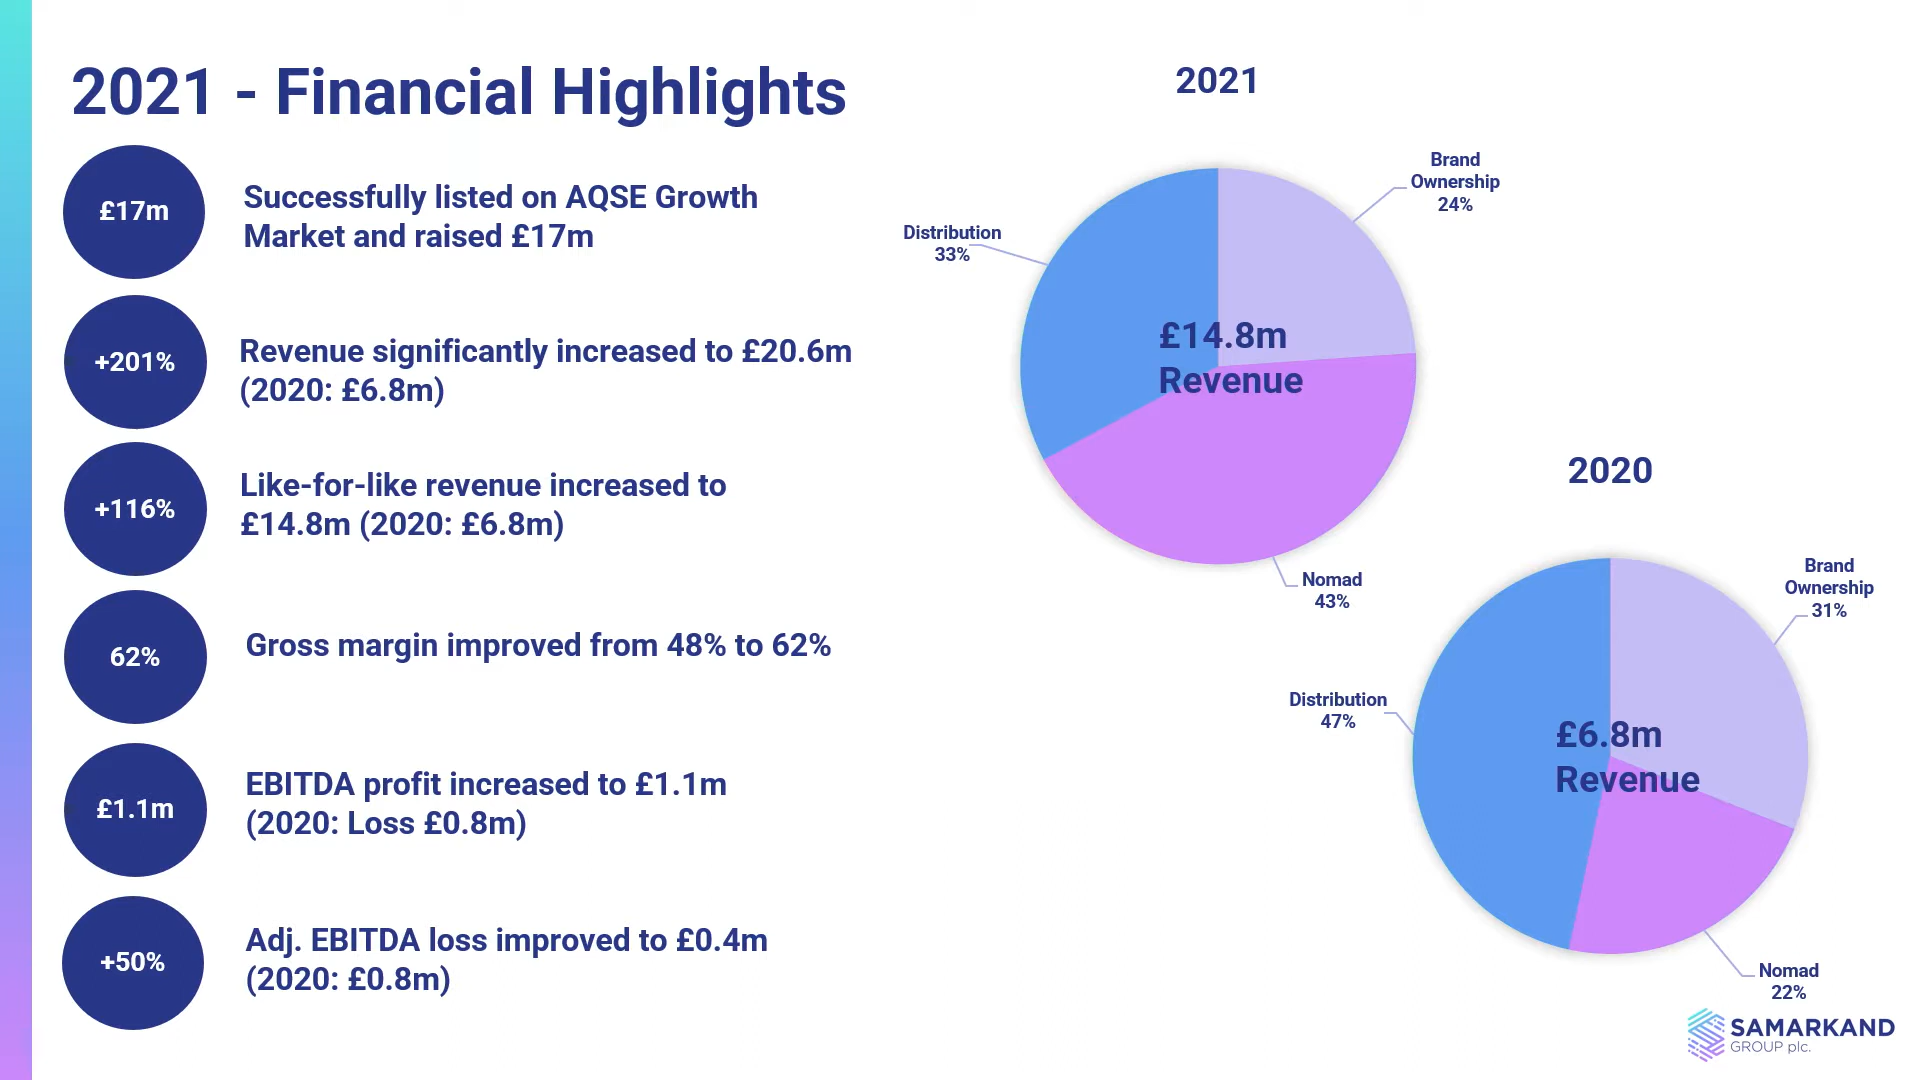 2021 - Financial Highlights
£17m
Successfully listed on AQSE Growth
Market and raised £17m
+201%
Revenue significantly increased to £20.6m
(2020: £6.8m)
+116%
Like-for-like revenue increased to
£14.8m (2020: £6.8m)
62%
Gross margin improved from 48% to 62%
£1.1m
EBITDA profit increased to £1.1m
(2020: Loss £0.8m)
+50%
Adj. EBITDA loss improved to £0.4m
(2020: £0.8m)
2021
Brand
Ownership
24%
Distribution
33%
£14.8m
Revenue
Nomad
43%
2020
Brand
Ownership
31%
Distribution
47%
£6.8m
Revenue
Nomad
22%
SAMARKAND
GROUP plc.